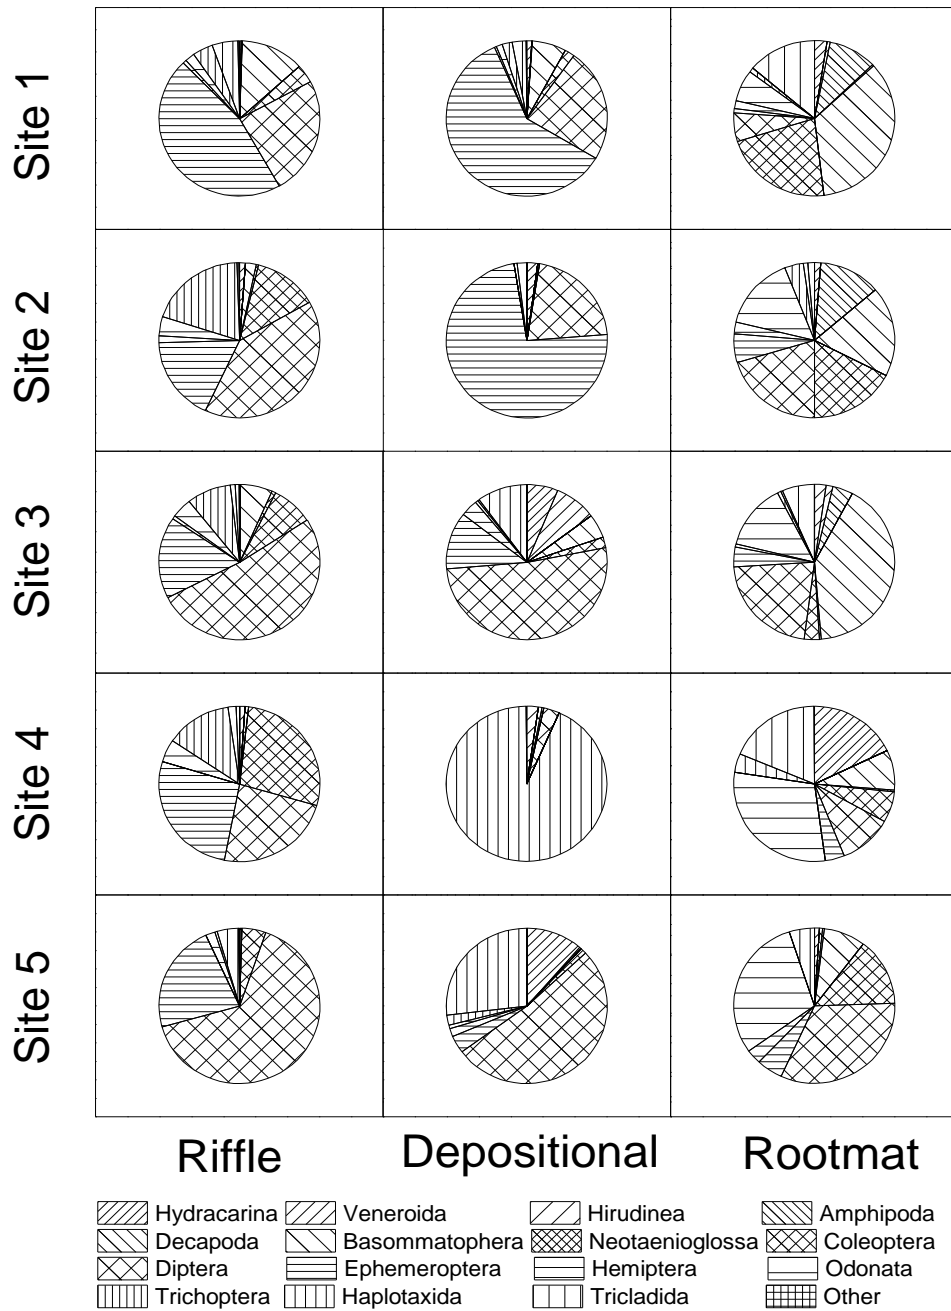 Site 1
Site 2
Site 3
Site 4
Site 5
Riffle Depositional Rootmat
Hydracarina Veneroida Hirudinea Amphipoda
Decapoda Basommatophera Neotaenioglossa Coleoptera
Diptera Ephemeroptera Hemiptera Odonata
Trichoptera Haplotaxida Tricladida Other